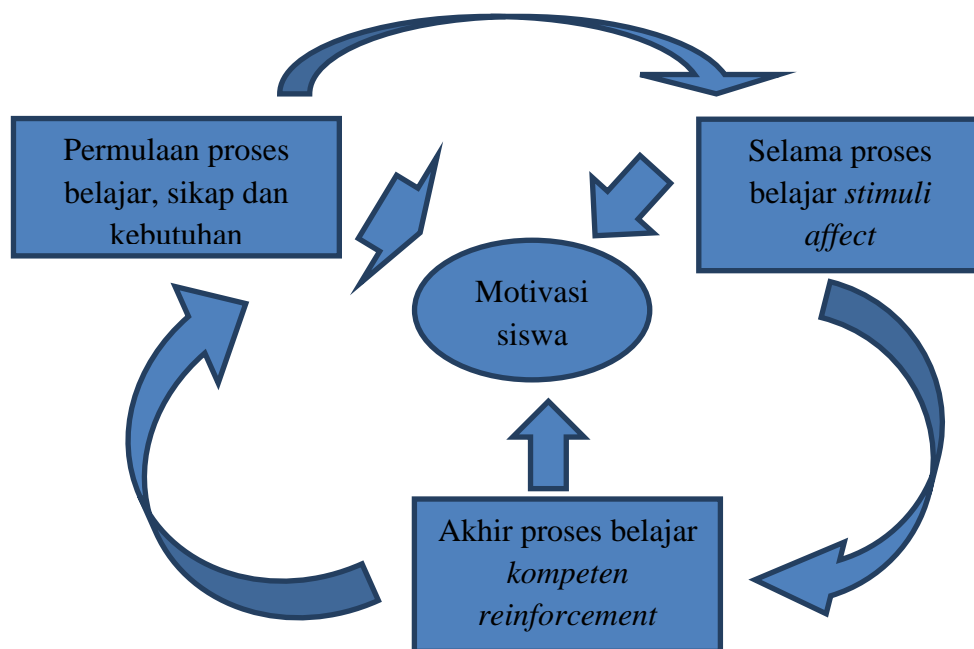 Permulaan proses
belajar, sikap dan
kebutuhan
Selama proses
belajar stimuli
affect
Motivasi
siswa
Akhir proses belajar
kompeten
reinforcement